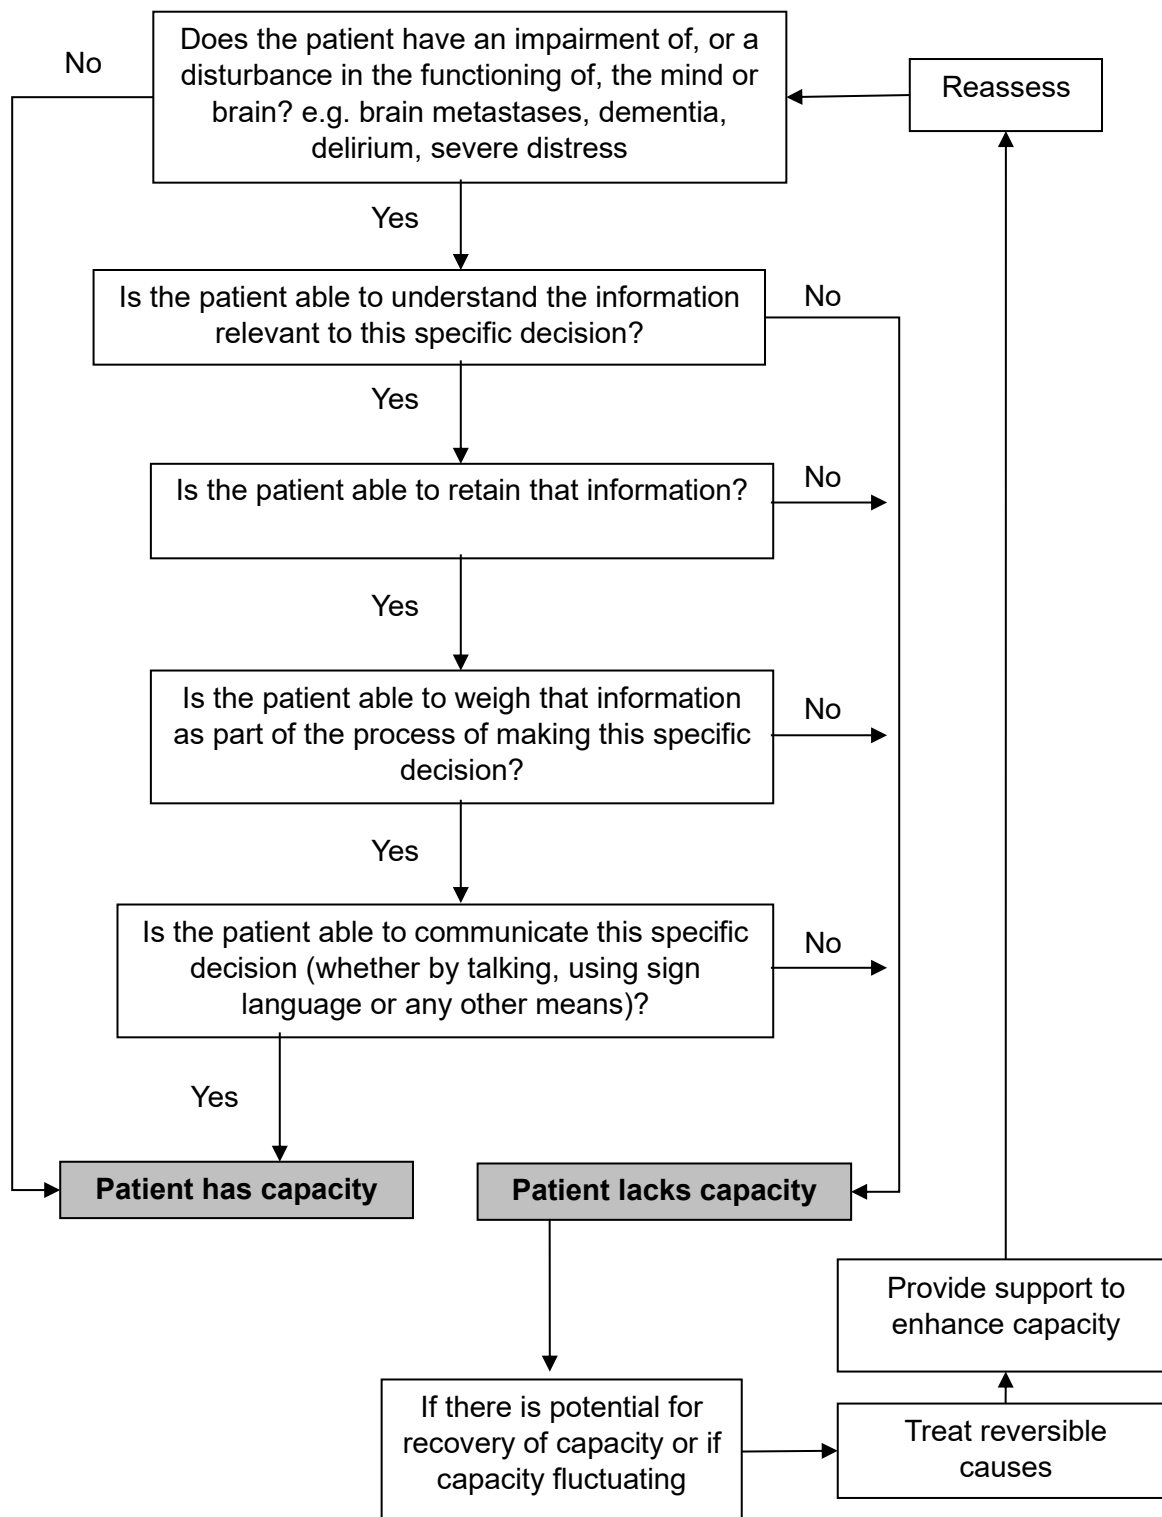 No
Does the patient have an impairment of, or a
disturbance in the functioning of, the mind or
brain? e.g. brain metastases, dementia,
delirium, severe distress
Reassess
Yes
Is the patient able to understand the information
relevant to this specific decision?
No
Yes
Is the patient able to retain that information?
No
Yes
Is the patient able to weigh that information
as part of the process of making this specific
decision?
No
Yes
Is the patient able to communicate this specific
decision (whether by talking, using sign
language or any other means)?
No
Yes
Patient has capacity
Patient lacks capacity
Provide support to
enhance capacity
If there is potential for
recovery of capacity or if
capacity fluctuating
Treat reversible
causes